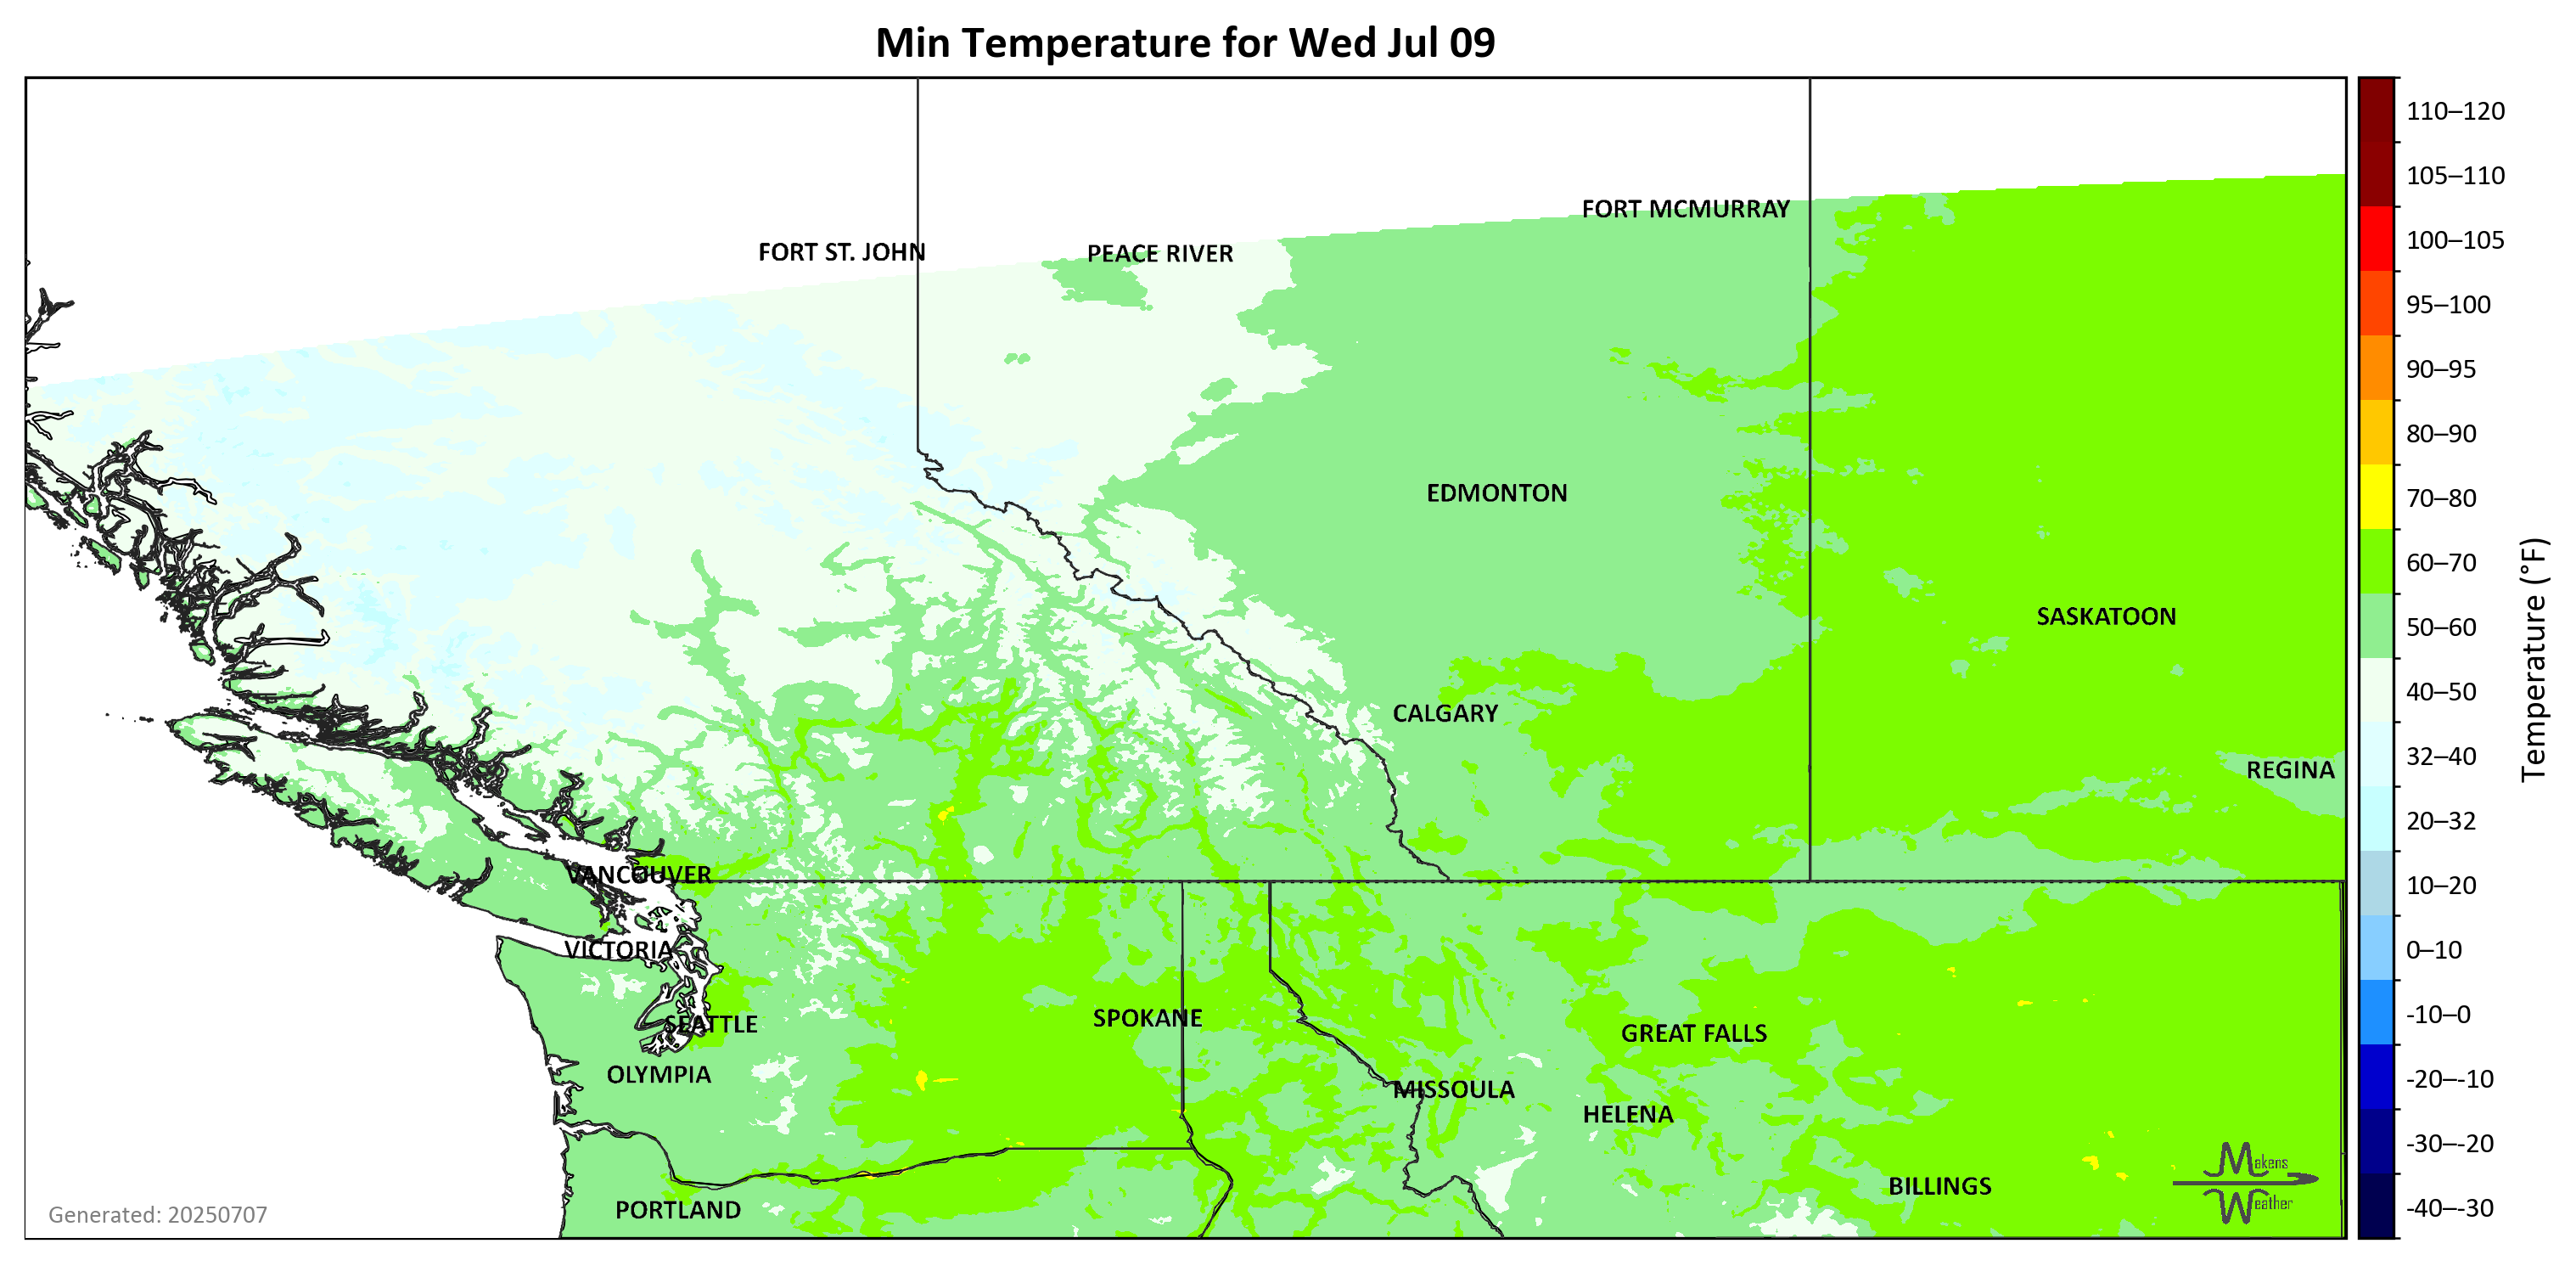 Min Temperature for Wed Jul 09
110–120
105–110
100–105
95–100
90–95
80–90
70–80
60–70
50–60
40–50
32–40
20–32
10–20
0–10
-10–0
-20–-10
-30–-20
-40–-30
Temperature (°F)
FORT MCMURRAY
FORT ST. JOHN
PEACE RIVER
EDMONTON
SASKATOON
CALGARY
REGINA
VANCOUVER
VICTORIA
SEATTLE
SPOKANE
GREAT FALLS
OLYMPIA
MISSOULA
HELENA
BILLINGS
PORTLAND
Makens
Weather
Generated: 20250707